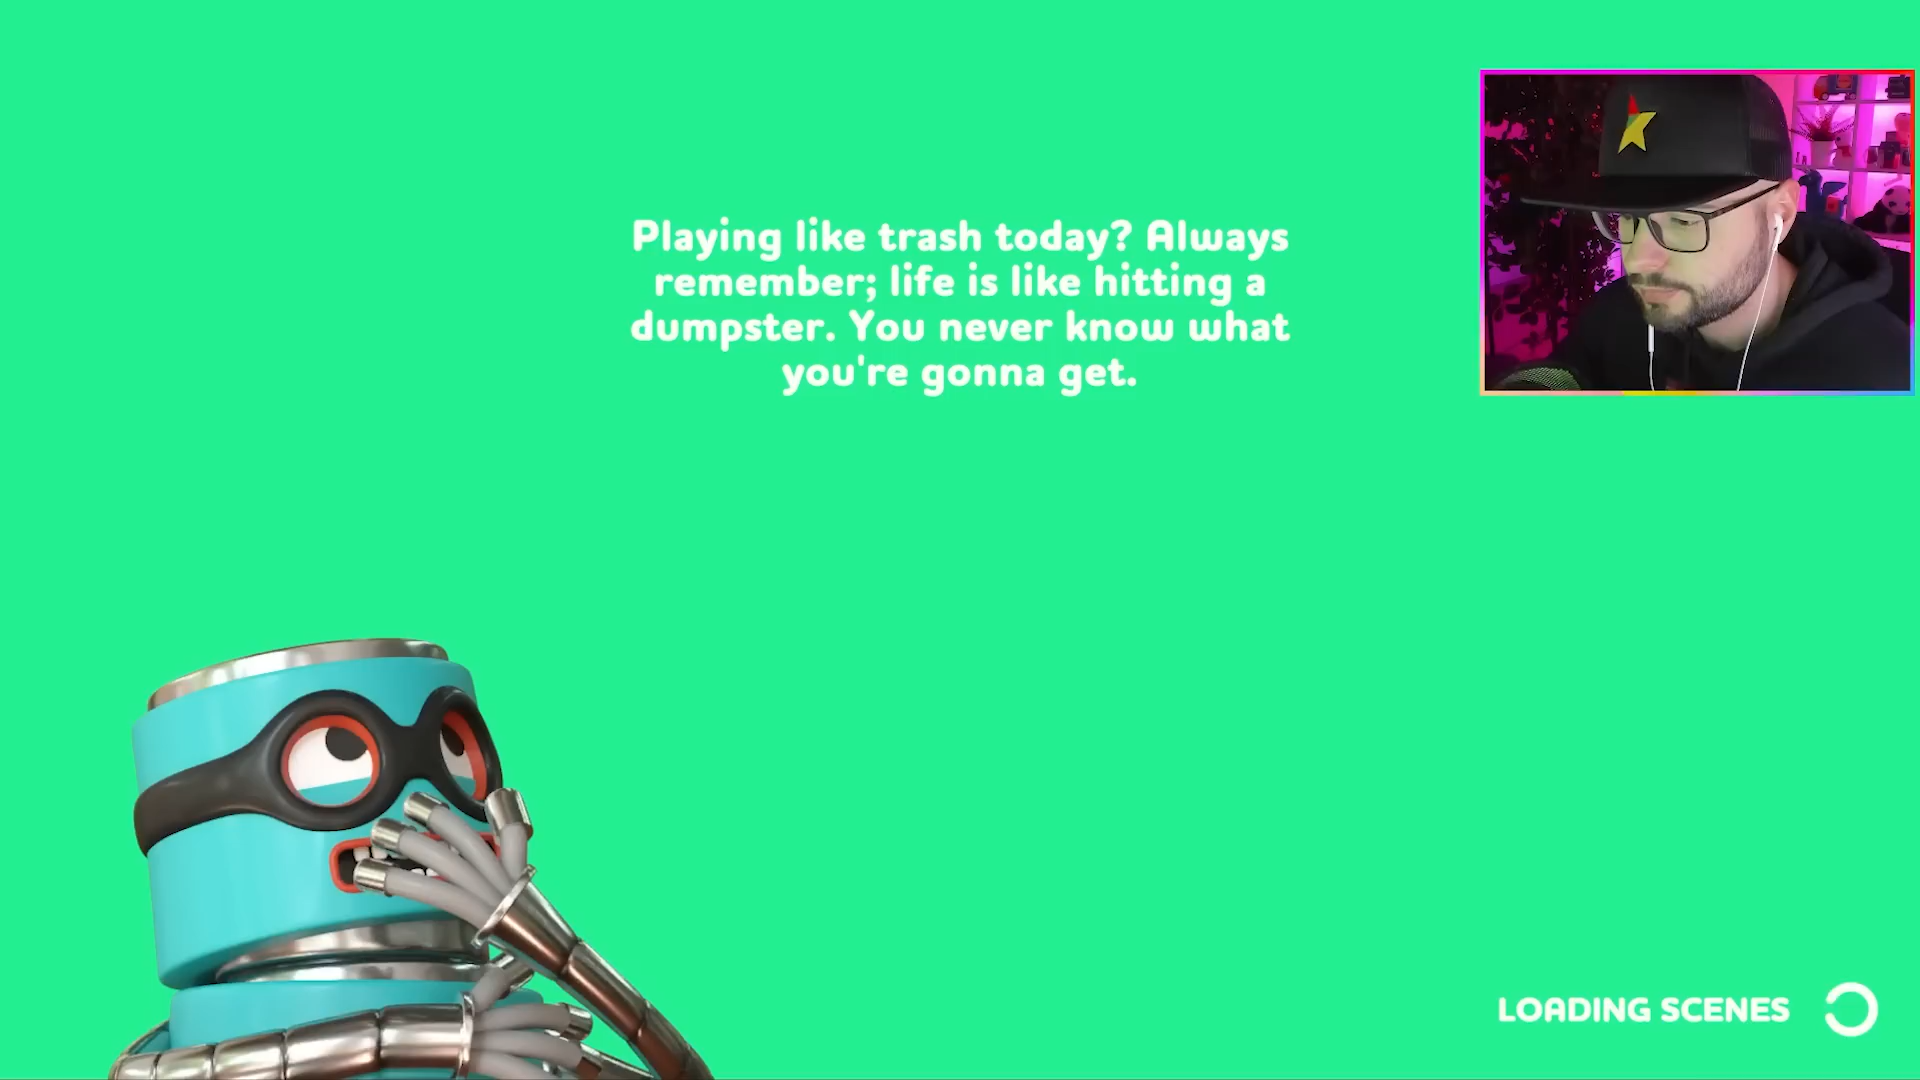 Playing like trash today? Always
remember; life is like hitting a
dumpster. You never know what
you're gonna get.
LOADING SCENES